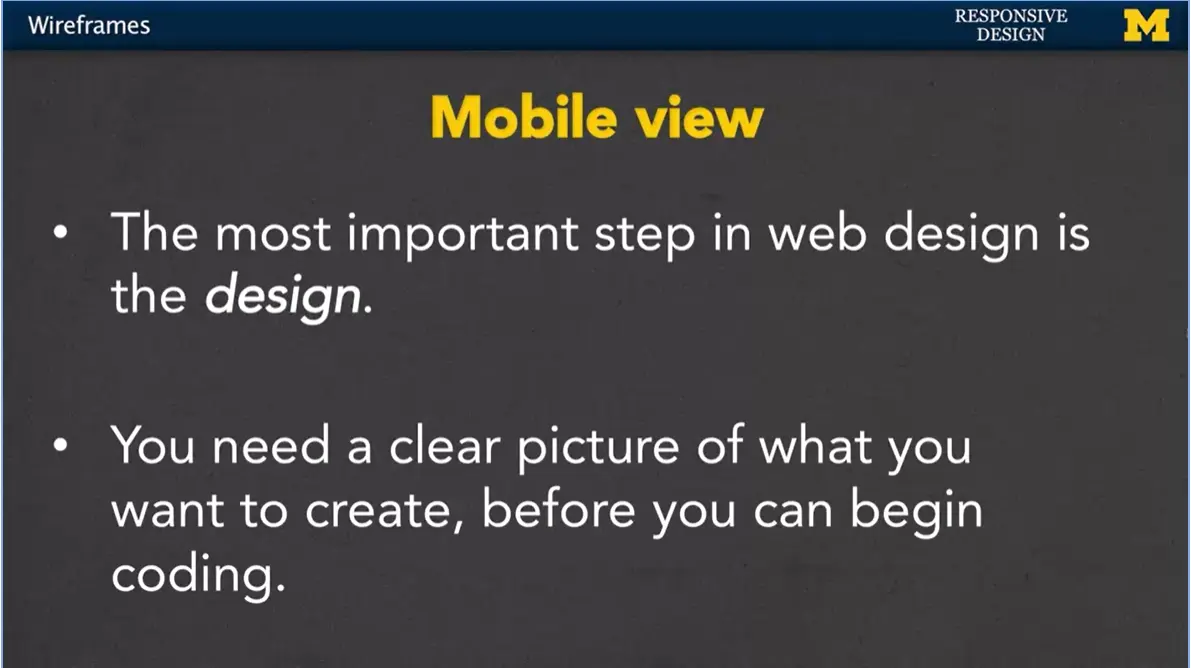 Wireframes
RESPONSIVE
DESIGN
M
Mobile view
• The most important step in web design is
the design.
• You need a clear picture of what you
want to create, before you can begin
coding.